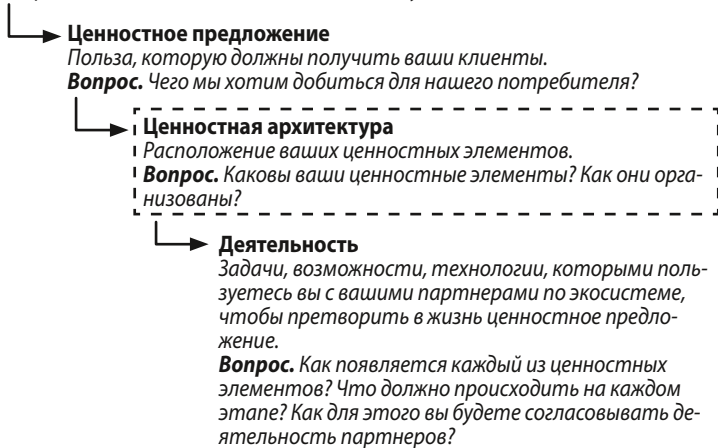 Ценностное предложение
Польза, которую должны получить ваши клиенты.
Вопрос. Чего мы хотим добиться для нашего потребителя?
Ценностная архитектура
Расположение ваших ценностных элементов.
Вопрос. Каковы ваши ценностные элементы? Как они орга-
низованы?
Деятельность
Задачи, возможности, технологии, которыми поль-
зуетесь вы с вашими партнерами по экосистеме,
чтобы претворить в жизнь ценностное предло-
жение.
Вопрос. Как появляется каждый из ценностных
элементов? Что должно происходить на каждом
этапе? Как для этого вы будете согласовывать де-
ятельность партнеров?